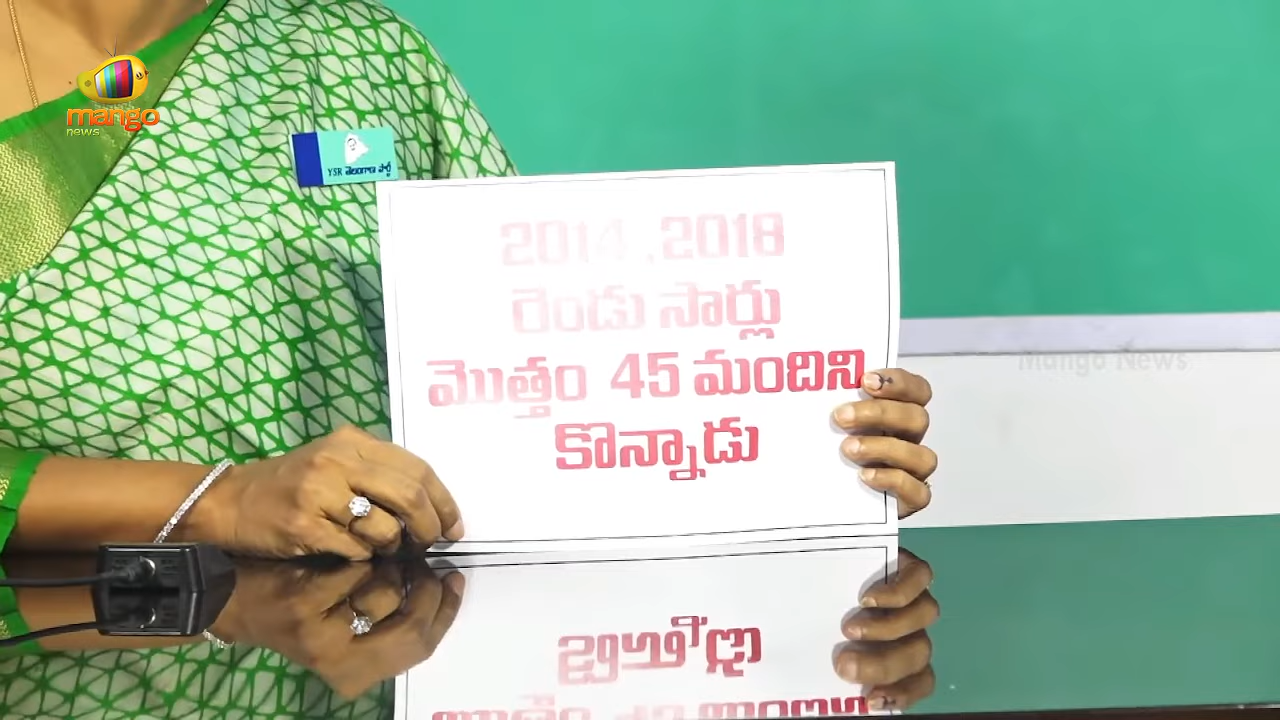 mango
news
YSR తెలంగాణ పార్టీ
2014 ,2018
రెండు సార్లు
మొత్తం 45 మందిని
కొన్నాడు
Mango News